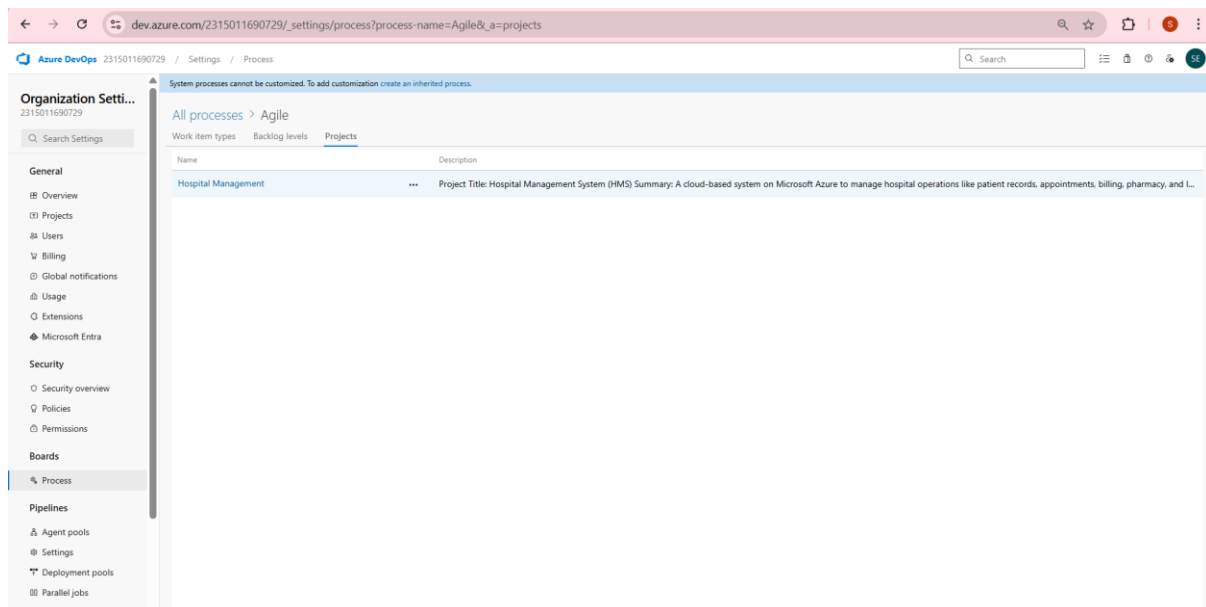 dev.azure.com/2315011690729/_settings/process?process-name=Agile&_a=projects
S
Azure DevOps 2315011690729 / Settings / Process
Search
SE
Organization Setti...
2315011690729
Search Settings
General
Overview
Projects
Users
Billing
Global notifications
Usage
Extensions
Microsoft Entra
Security
Security overview
Policies
Permissions
Boards
Process
Pipelines
Agent pools
Settings
Deployment pools
Parallel jobs
System processes cannot be customized. To add customization create an inherited process.
All processes > Agile
Work item types Backlog levels Projects
Name Description
Hospital Management ... Project Title: Hospital Management System (HMS) Summary: A cloud-based system on Microsoft Azure to manage hospital operations like patient records, appointments, billing, pharmacy, and l...